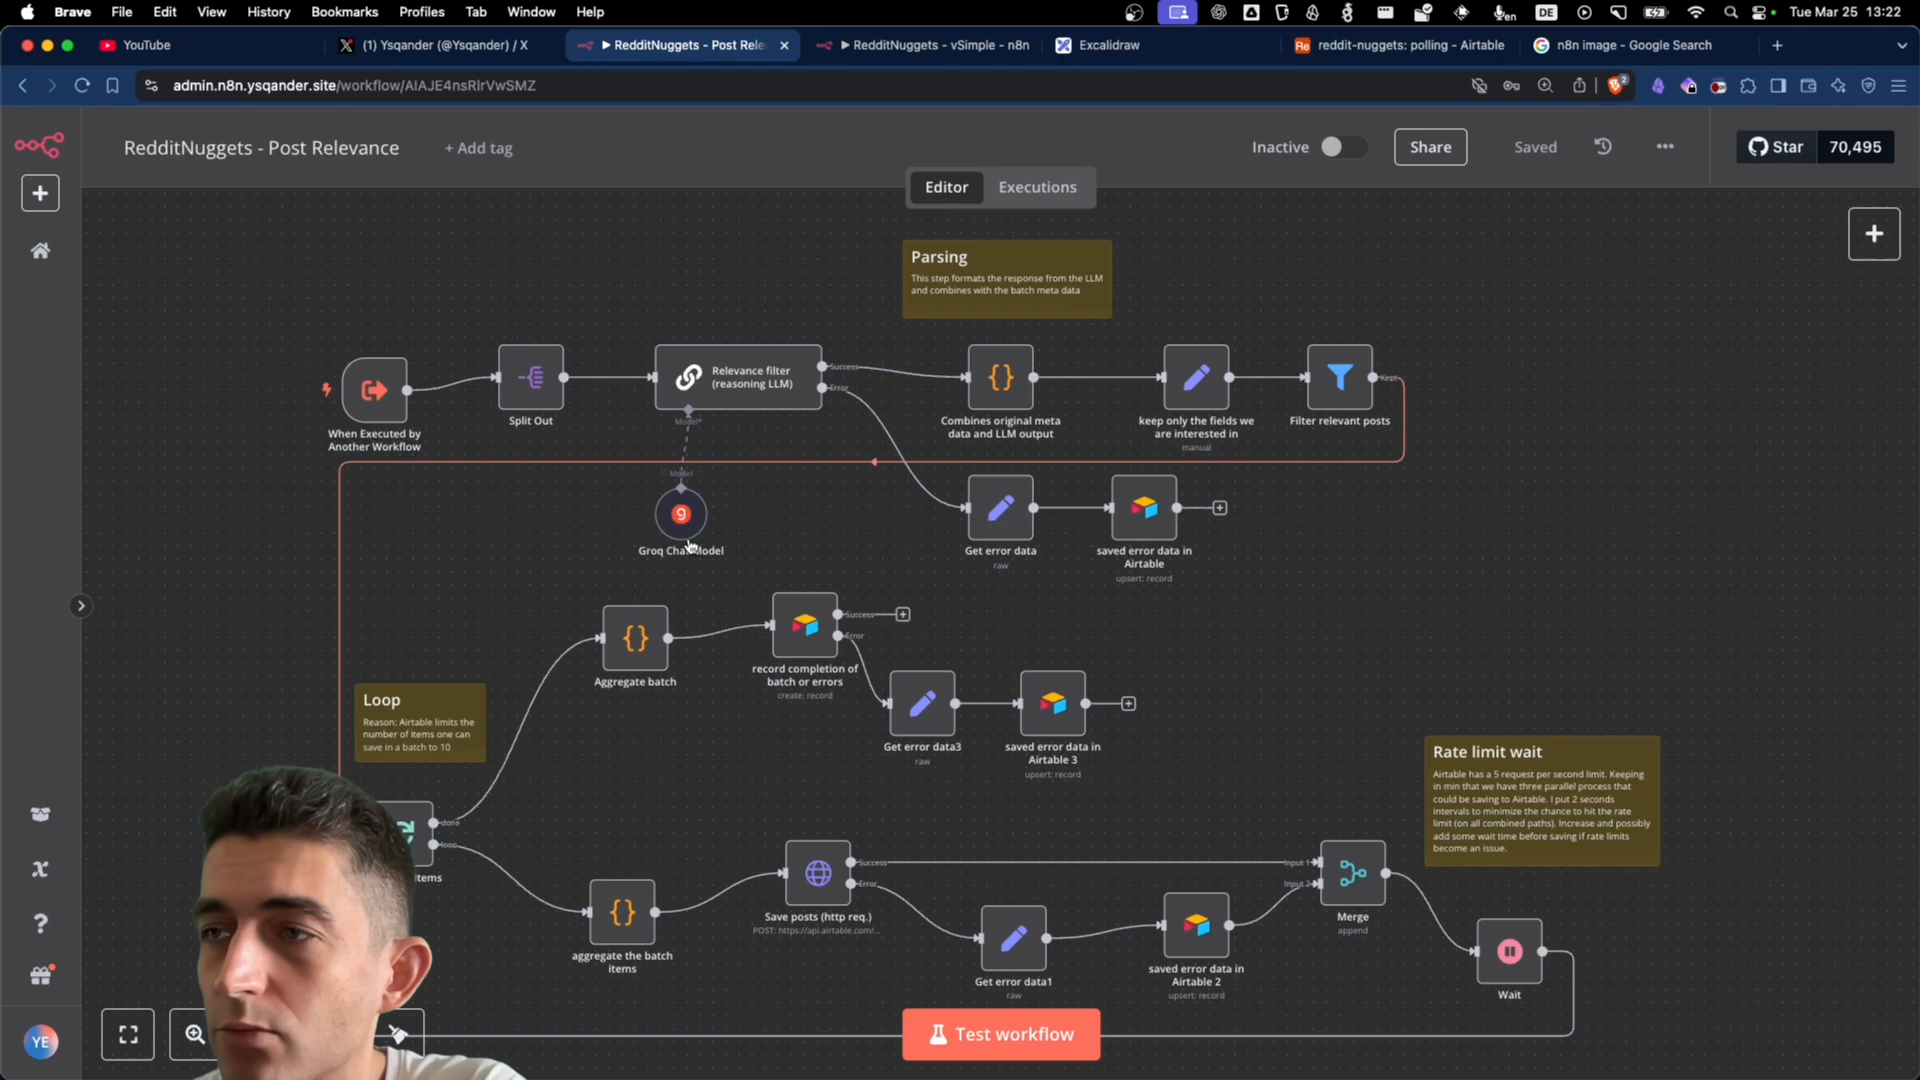 Brave File Edit View History Bookmarks Profiles Tab Window Help
en DE Tue Mar 25 13:22
YouTube
(1) Ysqander (@Ysqander) / X
RedditNuggets - Post Rele
RedditNuggets - vSimple - n8n
Excalidraw
reddit-nuggets: polling - Airtable
n8n image - Google Search
admin.n8n.ysqander.site/workflow/AIAJE4nsRlrVwSMZ
2
RedditNuggets - Post Relevance
+ Add tag
Inactive
Share
Saved
Star 70,495
Editor Executions
Parsing
This step formats the response from the LLM
and combines with the batch meta data
When Executed by
Another Workflow
Split Out
Relevance filter
(reasoning LLM)
Success
Error
Model*
Model
Groq Chat Model
Combines original meta
data and LLM output
keep only the fields we
are interested in
manual
Filter relevant posts
Kept
Get error data
raw
saved error data in
Airtable
upsert: record
Aggregate batch
Success
Error
record completion of
batch or errors
create: record
Get error data3
raw
saved error data in
Airtable 3
upsert: record
Loop
Reason: Airtable limits the
number of items one can
save in a batch to 10
Rate limit wait
Airtable has a 5 request per second limit. Keeping
in min that we have three parallel process that
could be saving to Airtable. I put 2 seconds
intervals to minimize the chance to hit the rate
limit (on all combined paths). Increase and possibly
add some wait time before saving if rate limits
become an issue.
done
loop
items
aggregate the batch
items
Success
Error
Save posts (http req.)
POST: https://api.airtable.com/...
Get error data1
raw
saved error data in
Airtable 2
upsert: record
Input 1
Input 2
Merge
append
Wait
YE
Test workflow